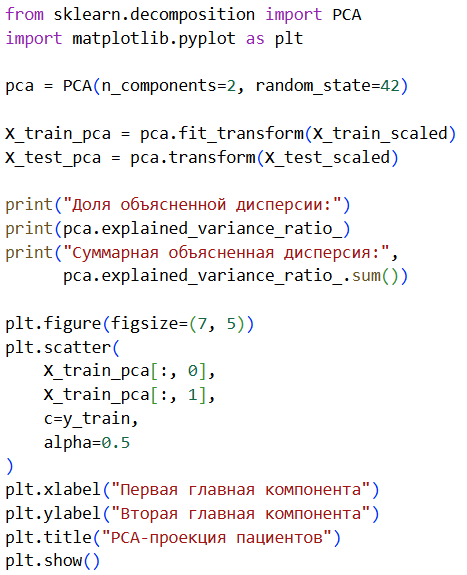 from sklearn.decomposition import PCA
import matplotlib.pyplot as plt

pca = PCA(n_components=2, random_state=42)

X_train_pca = pca.fit_transform(X_train_scaled)
X_test_pca = pca.transform(X_test_scaled)

print("Доля объясненной дисперсии:")
print(pca.explained_variance_ratio_)
print("Суммарная объясненная дисперсия:",
      pca.explained_variance_ratio_.sum())

plt.figure(figsize=(7, 5))
plt.scatter(
    X_train_pca[:, 0],
    X_train_pca[:, 1],
    c=y_train,
    alpha=0.5
)
plt.xlabel("Первая главная компонента")
plt.ylabel("Вторая главная компонента")
plt.title("PCA-проекция пациентов")
plt.show()